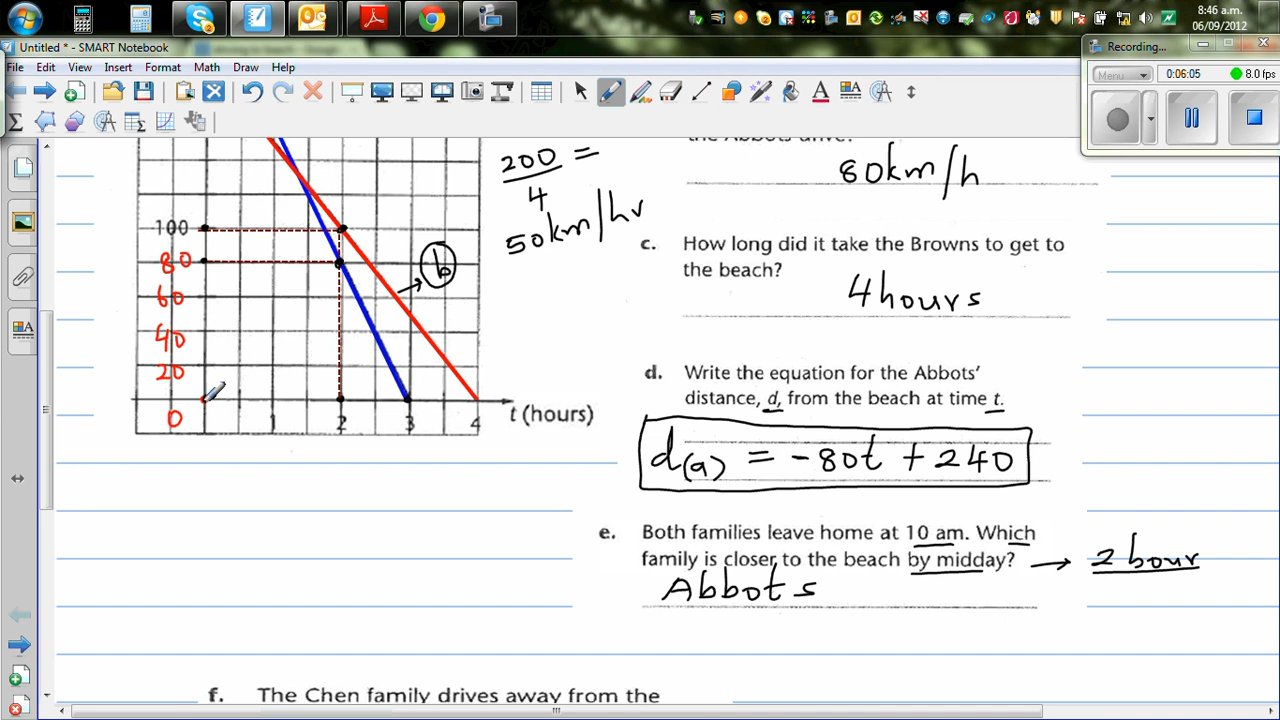 8:46 a.m.
06/09/2012
Untitled * - SMART Notebook
File Edit View Insert Format Math Draw Help
Recording...
Menu
0:06:05
8.0 fps
the Abbots drive?
80km/h
200 =
4
50km/hr
100
80
60
40
20
0
b
1 2 3 4
t (hours)
c. How long did it take the Browns to get to
the beach?
4hours
d. Write the equation for the Abbots'
distance, d, from the beach at time t.
d(a) = -80t + 240
e. Both families leave home at 10 am. Which
family is closer to the beach by midday?
2 hour
Abbots
f. The Chen family drives away from the